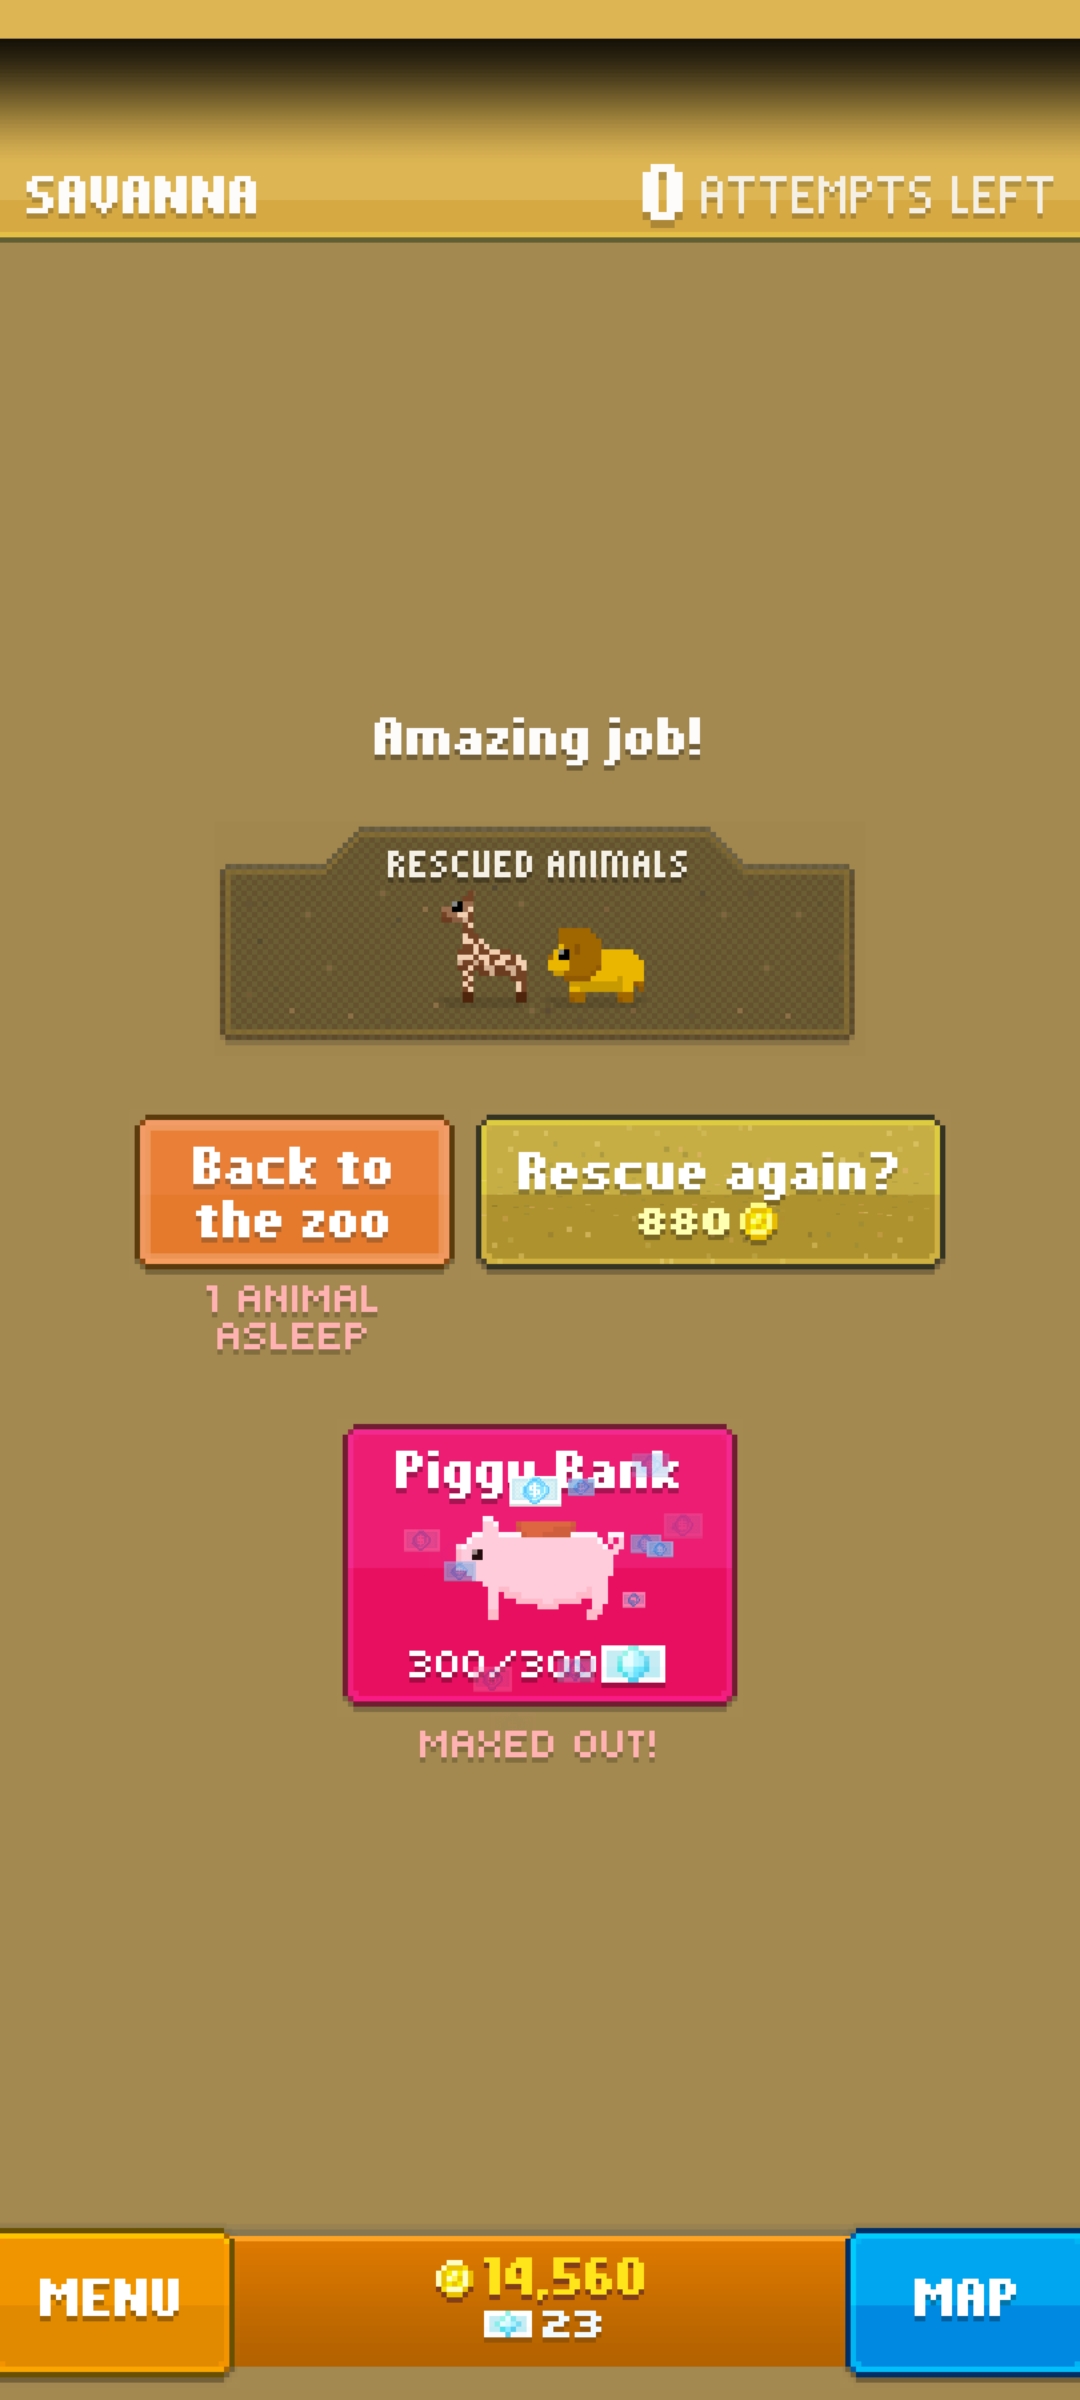 SAVANNA
0 ATTEMPTS LEFT
Amazing job!
RESCUED ANIMALS
Back to
the zoo
Rescue again?
880
1 ANIMAL
ASLEEP
Piggy Bank
300/300
MAXED OUT!
MENU
14,560
23
MAP